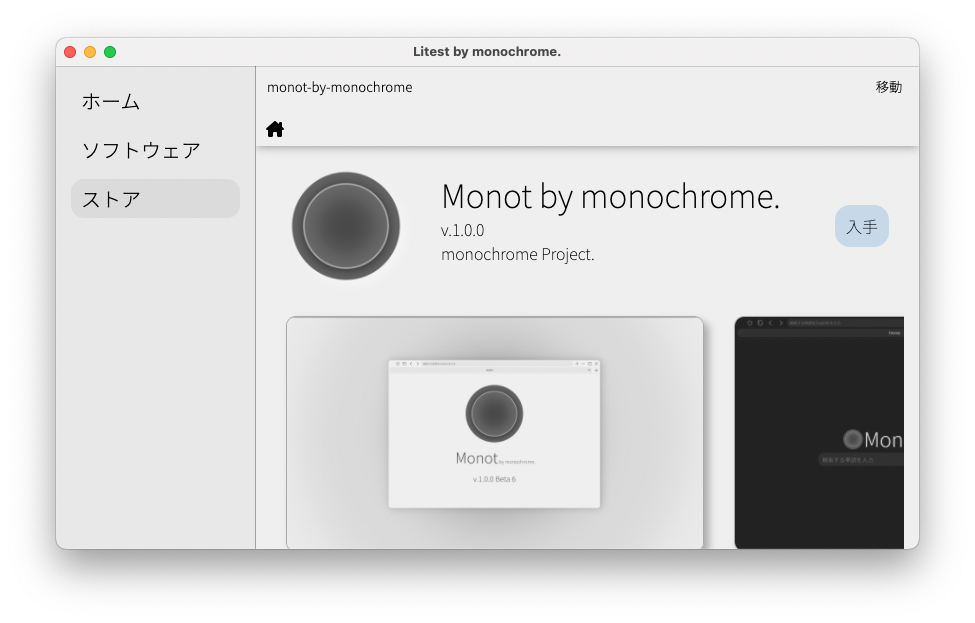 Litest by monochrome.
ホーム
ソフトウェア
ストア
monot-by-monochrome
移動
Monot by monochrome.
v.1.0.0
monochrome Project.
入手
Monot by monochrome.
v.1.0.0 Beta 6
Home
Mon
検索する単語を入力